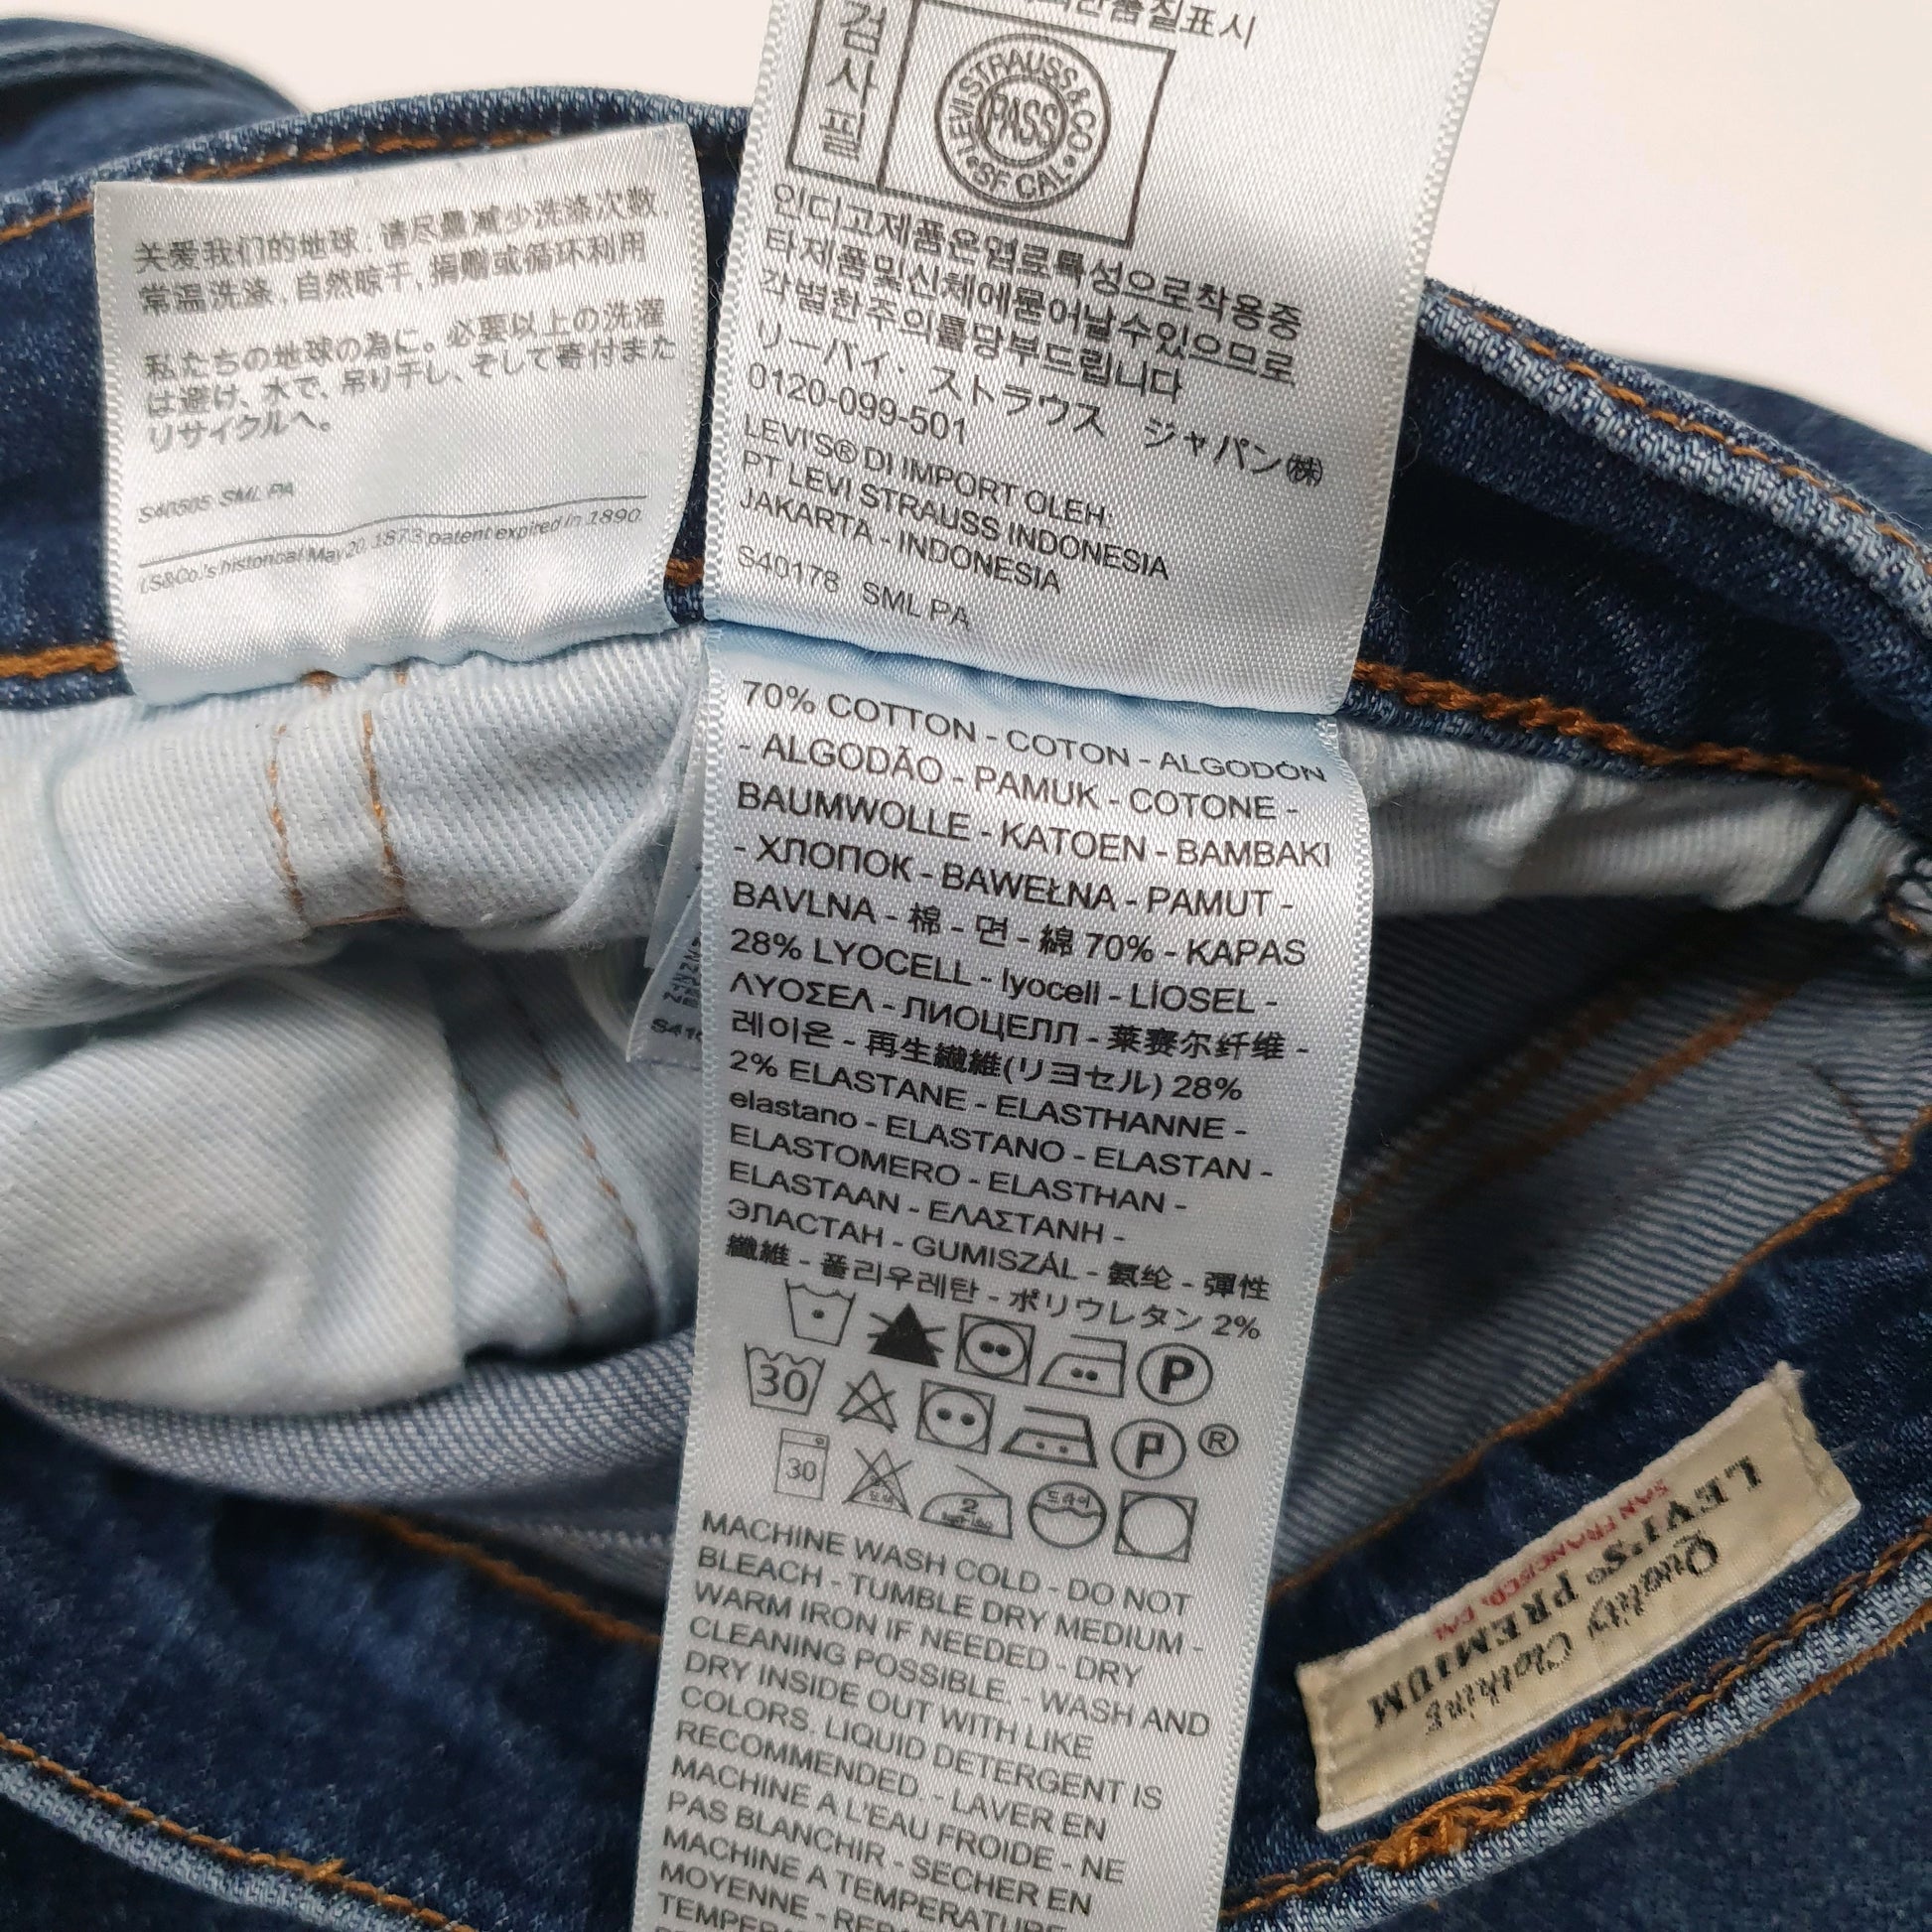 关爱我们的地球,请尽量减少洗涤次数,
常温洗涤,自然晾干,捐赠或循环利用
私たちの地球の為に。必要以上の洗濯
は避け、水で、吊り干し、そして寄付また
リサイクルへ。
S40505 SML PA
LS&Co.'s historical May 20, 1873 patent expired in 1890.
품질표시
검사필
LEVI STRAUSS & CO
PASS
SF CAL
인디고제품은염료특성으로착용중
타제품및신체에묻어날수있으므로
각별한주의를당부드립니다
リーバイ・ストラウス ジャパン㈱
0120-099-501
LEVI'S® DI IMPORT OLEH:
PT LEVI STRAUSS INDONESIA
JAKARTA - INDONESIA
S40178 SML PA
70% COTTON - COTON - ALGODÓN
- ALGODÃO - PAMUK - COTONE -
BAUMWOLLE - KATOEN - BAMBAKI
- ХЛОПОК - BAWEŁNA - PAMUT -
BAVLNA - 棉 - 면 - 綿 70% - KAPAS
28% LYOCELL - lyocell - LİOSEL -
ΛΥΟΣΕΛ - ЛИОЦЕЛЛ - 莱赛尔纤维 -
레이온 - 再生繊維(リヨセル) 28%
2% ELASTANE - ELASTHANNE -
elastano - ELASTANO - ELASTAN -
ELASTOMERO - ELASTHAN -
ELASTAAN - ΕΛΑΣΤΑΝΗ -
ЭЛАСТАН - GUMISZÁL - 氨纶 - 彈性
纖維 - 폴리우레탄 - ポリウレタン 2%
P
30 P ®
30 2 드라이
MACHINE WASH COLD - DO NOT
BLEACH - TUMBLE DRY MEDIUM -
WARM IRON IF NEEDED - DRY
CLEANING POSSIBLE. - WASH AND
DRY INSIDE OUT WITH LIKE
COLORS. LIQUID DETERGENT IS
RECOMMENDED. - LAVER EN
MACHINE A L'EAU FROIDE - NE
PAS BLANCHIR - SECHER EN
MACHINE A TEMPERATURE
MOYENNE -
Quality Clothing
LEVI'S® PREMIUM
SAN FRANCISCO, CAL